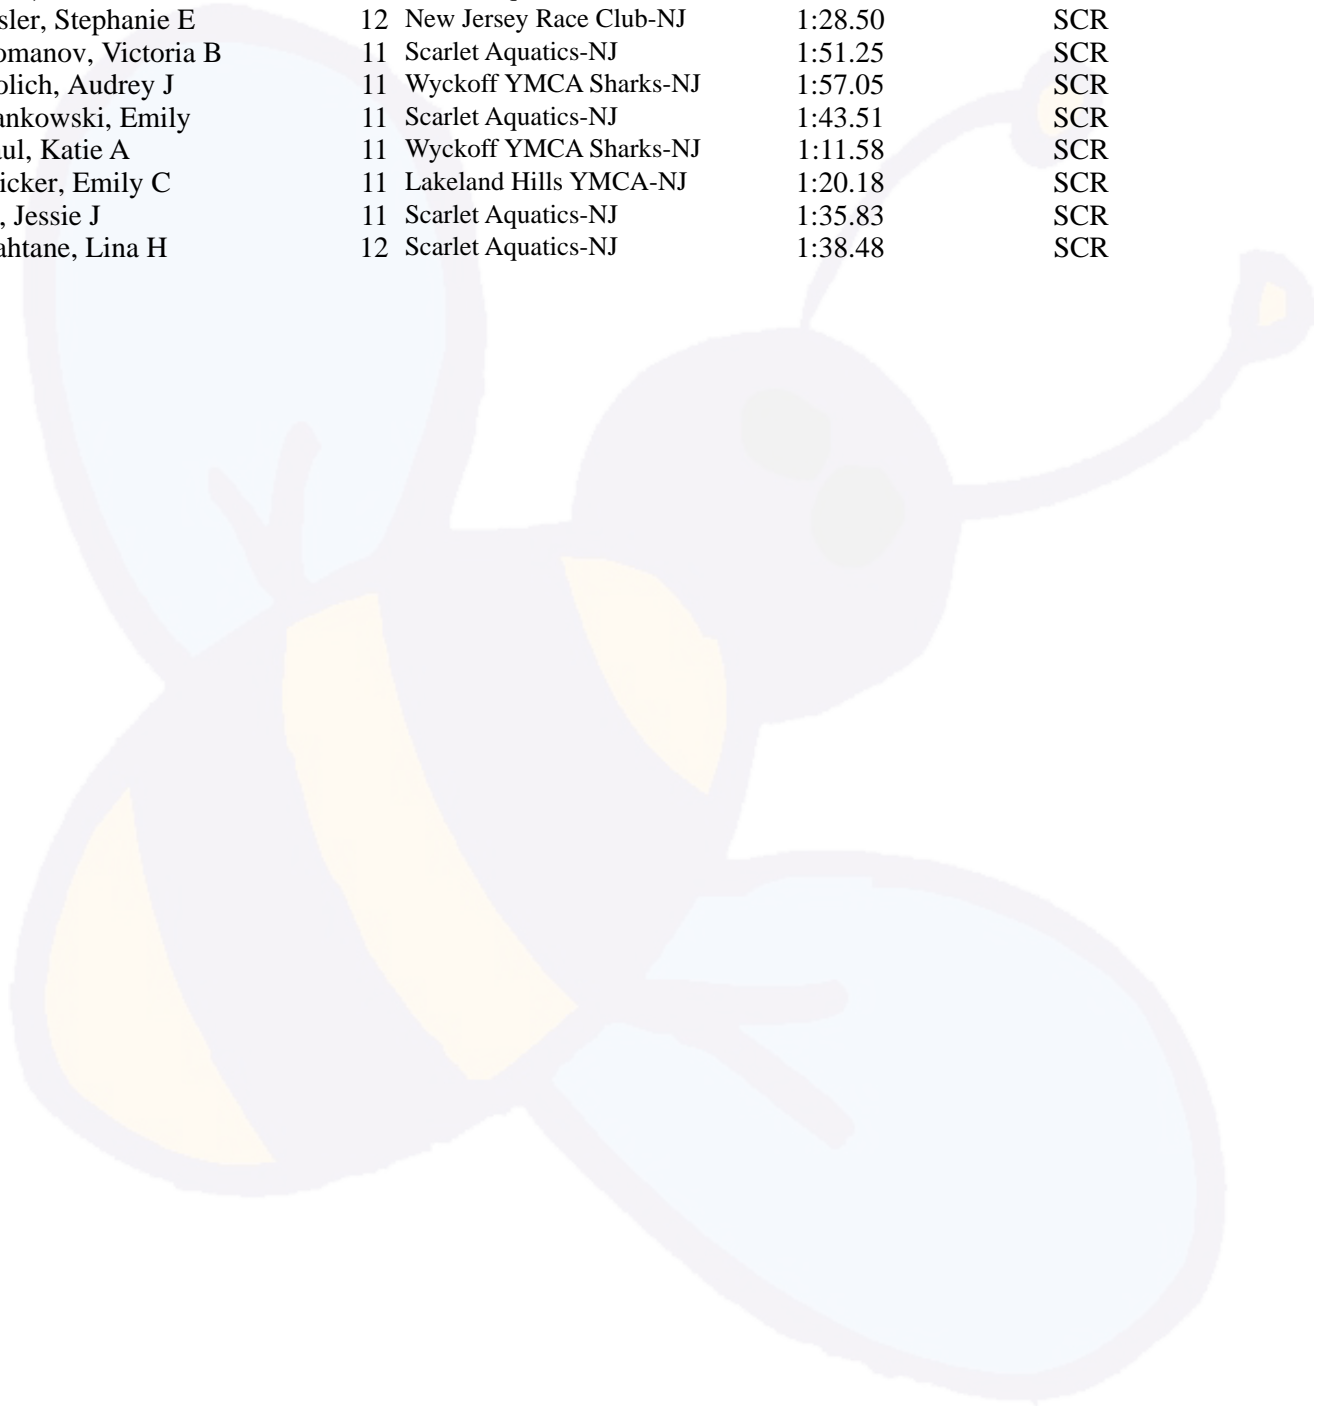 sler, Stephanie E 12 New Jersey Race Club-NJ 1:28.50 SCR
omanov, Victoria B 11 Scarlet Aquatics-NJ 1:51.25 SCR
olich, Audrey J 11 Wyckoff YMCA Sharks-NJ 1:57.05 SCR
ankowski, Emily 11 Scarlet Aquatics-NJ 1:43.51 SCR
aul, Katie A 11 Wyckoff YMCA Sharks-NJ 1:11.58 SCR
icker, Emily C 11 Lakeland Hills YMCA-NJ 1:20.18 SCR
, Jessie J 11 Scarlet Aquatics-NJ 1:35.83 SCR
ahtane, Lina H 12 Scarlet Aquatics-NJ 1:38.48 SCR